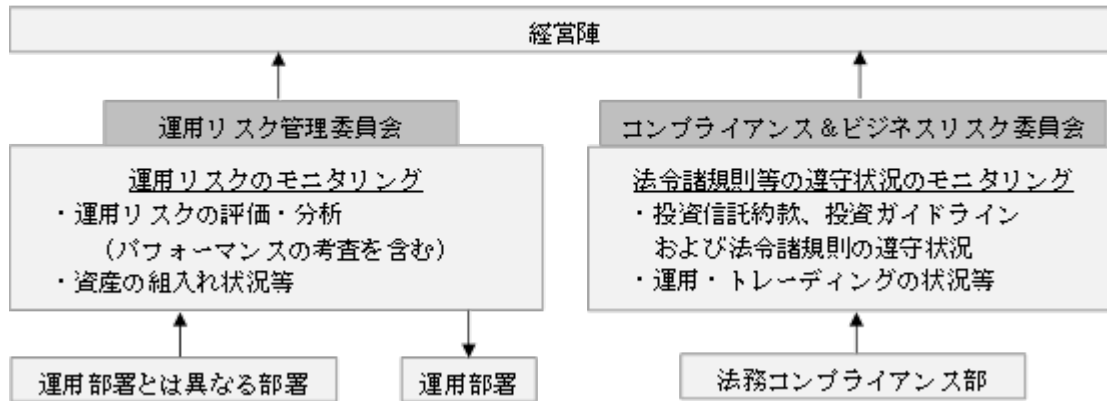 経営陣
運用リスク管理委員会
運用リスクのモニタリング
・運用リスクの評価・分析
（パフォーマンスの考査を含む）
・資産の組入れ状況等
運用部署とは異なる部署
運用部署
コンプライアンス＆ビジネスリスク委員会
法令諸規則等の遵守状況のモニタリング
・投資信託約款、投資ガイドライン
および法令諸規則の遵守状況
・運用・トレーディングの状況等
法務コンプライアンス部